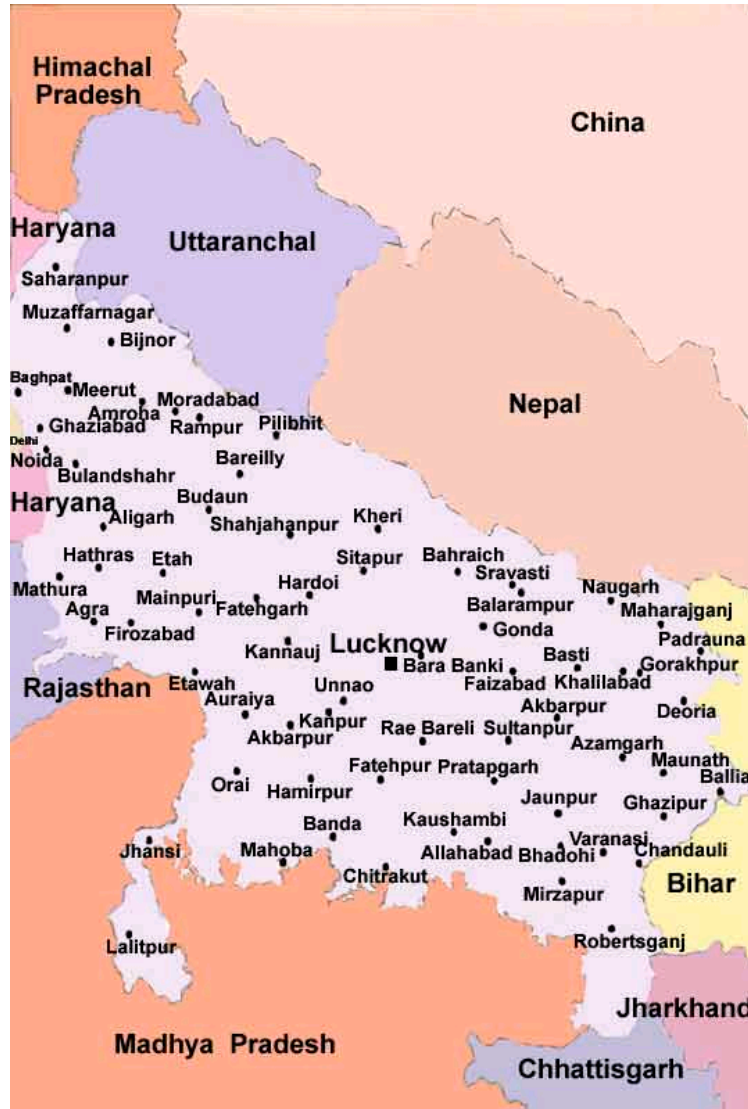 Himachal
Pradesh
China
Haryana
Uttaranchal
Saharanpur
Muzaffarnagar
Bijnor
Baghpat
Meerut
Moradabad
Nepal
Amroha
Rampur
Pilibhit
Ghaziabad
Delhi
Noida
Bareilly
Bulandshahr
Budaun
Haryana
Aligarh
Shahjahanpur
Kheri
Hathras
Etah
Sitapur
Bahraich
Sravasti
Mathura
Hardoi
Naugarh
Mainpuri
Fatehgarh
Balarampur
Maharajganj
Agra
Firozabad
Gonda
Padrauna
Kannauj
Lucknow
Bara Banki
Basti
Gorakhpur
Rajasthan
Etawah
Unnao
Faizabad
Khalilabad
Auraiya
Akbarpur
Deoria
Kanpur
Akbarpur
Rae Bareli
Sultanpur
Azamgarh
Maunath
Orai
Hamirpur
Fatehpur
Pratapgarh
Ballia
Jaunpur
Ghazipur
Banda
Kaushambi
Jhansi
Mahoba
Allahabad
Bhadohi
Varanasi
Chandauli
Chitrakut
Bihar
Mirzapur
Lalitpur
Robertsganj
Jharkhand
Madhya Pradesh
Chhattisgarh